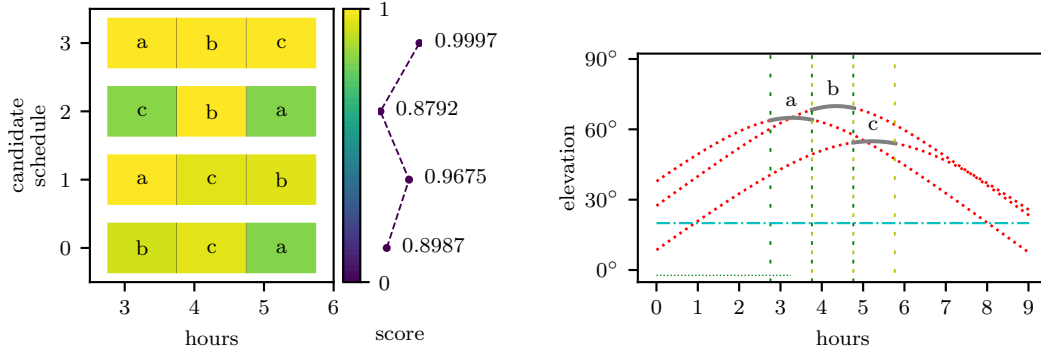 3
a b c
0.9997
2
c b a
0.8792
1
a c b
0.9675
0
b c a
0.8987
candidate
schedule
3 4 5 6
hours
1
0
score
90°
60°
30°
0°
elevation
a
b
c
0 1 2 3 4 5 6 7 8 9
hours